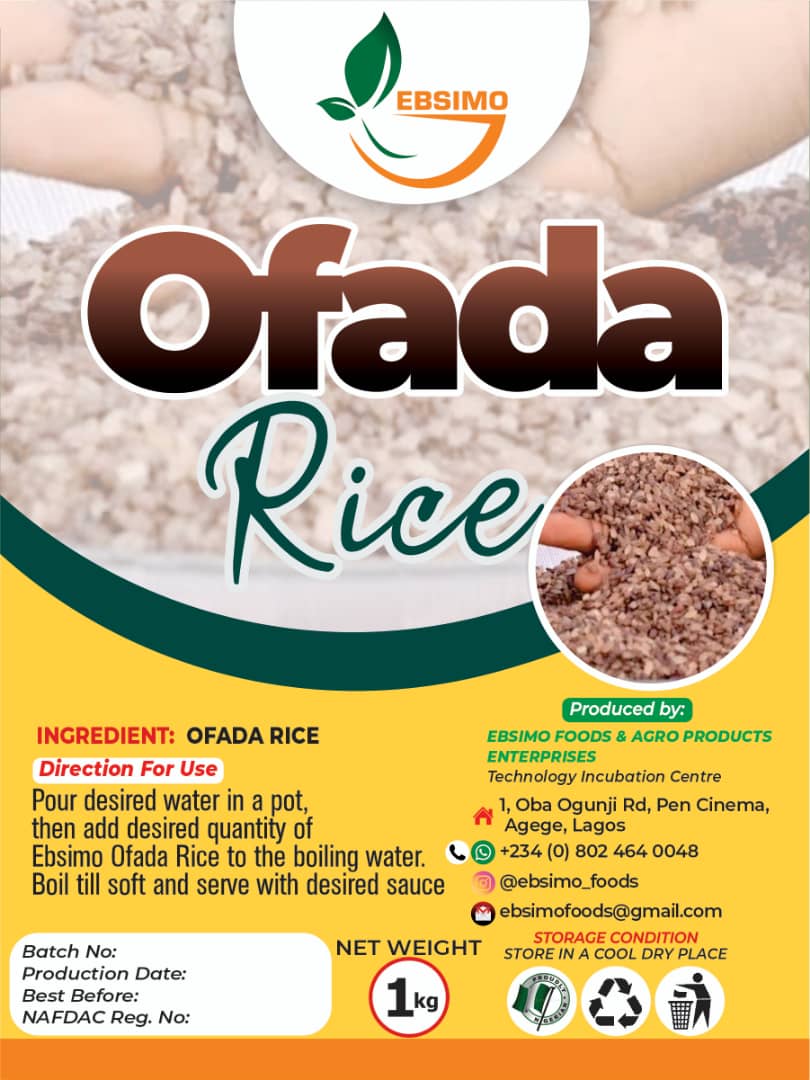 EBSIMO
Ofada
Rice
Produced by:
EBSIMO FOODS & AGRO PRODUCTS
ENTERPRISES
Technology Incubation Centre
1, Oba Ogunji Rd, Pen Cinema,
Agege, Lagos
+234 (0) 802 464 0048
@ebsimo_foods
ebsimofoods@gmail.com
INGREDIENT: OFADA RICE
Direction For Use
Pour desired water in a pot,
then add desired quantity of
Ebsimo Ofada Rice to the boiling water.
Boil till soft and serve with desired sauce
Batch No:
Production Date:
Best Before:
NAFDAC Reg. No:
NET WEIGHT
1kg
STORAGE CONDITION
STORE IN A COOL DRY PLACE
PROUDLY
NIGERIAN